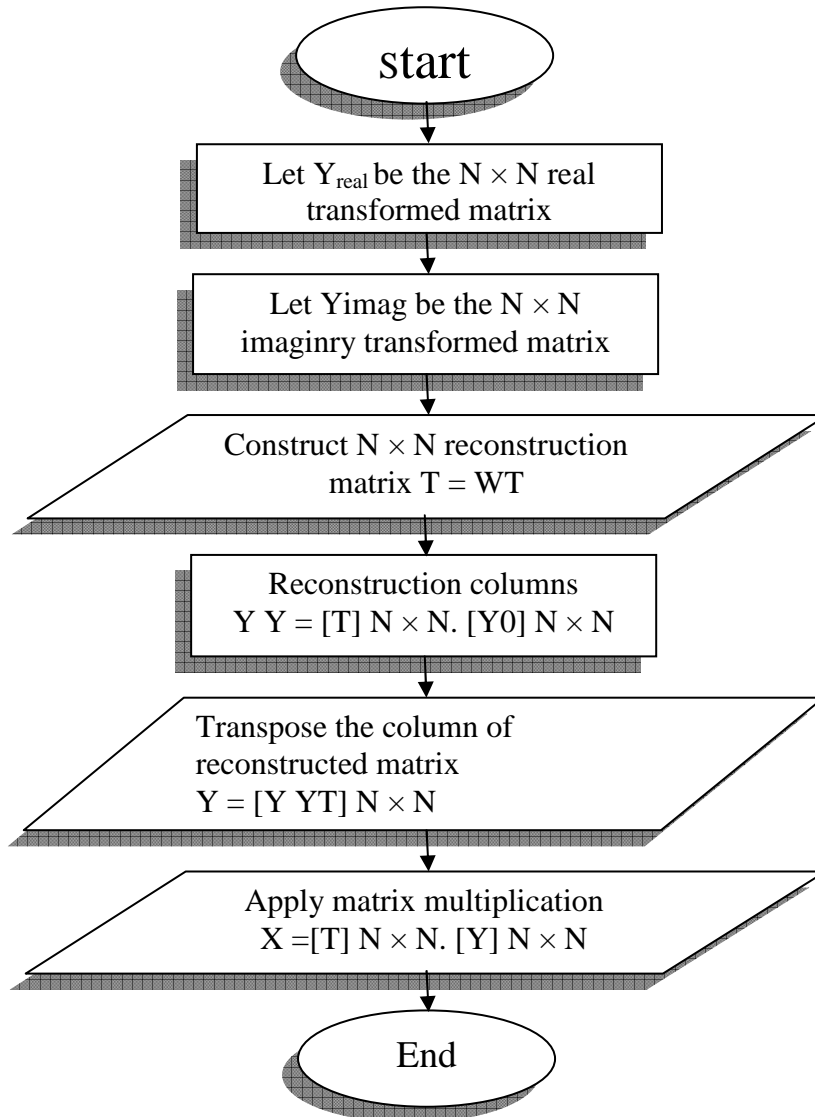 start
Let Yreal be the N × N real
transformed matrix
Let Yimag be the N × N
imaginry transformed matrix
Construct N × N reconstruction
matrix T = WT
Reconstruction columns
Y Y = [T] N × N. [Y0] N × N
Transpose the column of
reconstructed matrix
Y = [Y YT] N × N
Apply matrix multiplication
X =[T] N × N. [Y] N × N
End